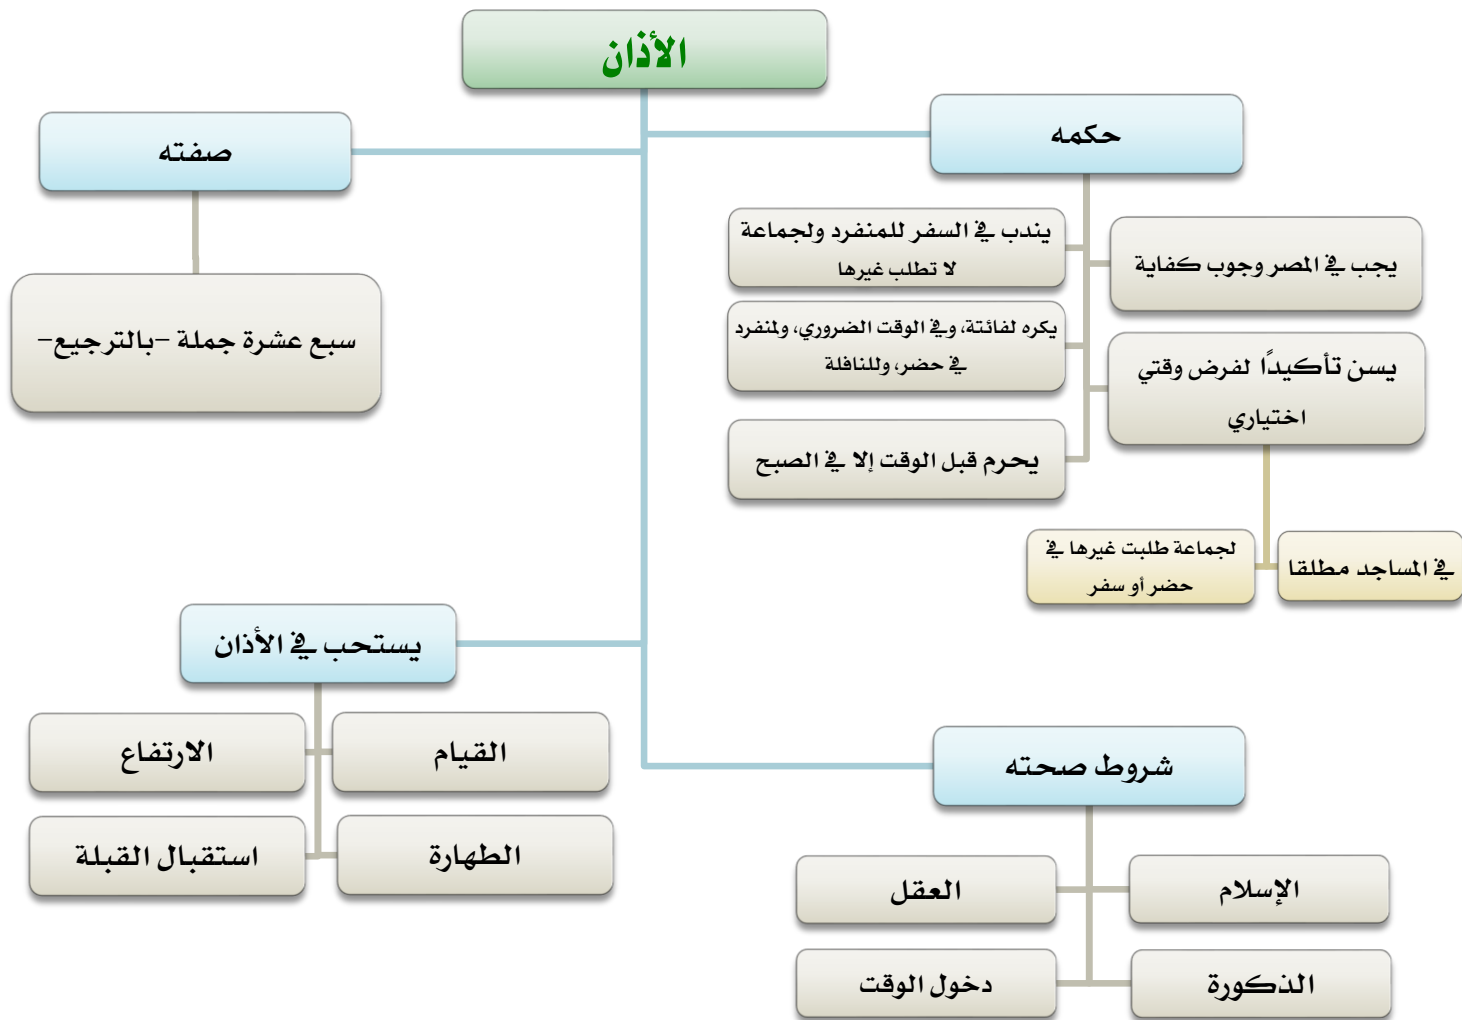 الأذان
حكمه
يجب في المصر وجوب كفاية
يندب في السفر للمنفرد ولجماعة
لا تطلب غيرها
يسن تأكيدًا لفرض وقتي
اختياري
يكره لفائتة، وفي الوقت الضروري، ولمنفرد
في حضر، وللنافلة
يحرم قبل الوقت إلا في الصبح
في المساجد مطلقا
لجماعة طلبت غيرها في
حضر أو سفر
صفته
سبع عشرة جملة -بالترجيع-
شروط صحته
الإسلام
العقل
الذكورة
دخول الوقت
يستحب في الأذان
القيام
الارتفاع
الطهارة
استقبال القبلة